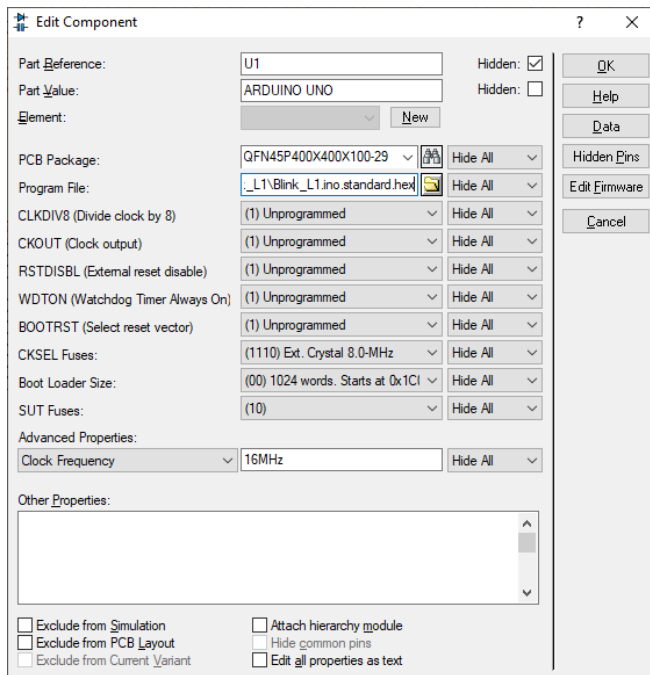 Edit Component ? ×
Part Reference: U1 Hidden: OK
Part Value: ARDUINO UNO Hidden: Help
Element: New Data
PCB Package: QFN45P400X400X100-29 Hide All Hidden Pins
Program File: :_L1\Blink_L1.ino.standard.hex Hide All Edit Firmware
CLKDIV8 (Divide clock by 8) (1) Unprogrammed Hide All
CKOUT (Clock output) (1) Unprogrammed Hide All Cancel
RSTDISBL (External reset disable) (1) Unprogrammed Hide All
WDTON (Watchdog Timer Always On) (1) Unprogrammed Hide All
BOOTRST (Select reset vector) (1) Unprogrammed Hide All
CKSEL Fuses: (1110) Ext. Crystal 8.0-MHz Hide All
Boot Loader Size: (00) 1024 words. Starts at 0x1C( Hide All
SUT Fuses: (10) Hide All
Advanced Properties:
Clock Frequency 16MHz Hide All
Other Properties:
Exclude from Simulation Attach hierarchy module
Exclude from PCB Layout Hide common pins
Exclude from Current Variant Edit all properties as text